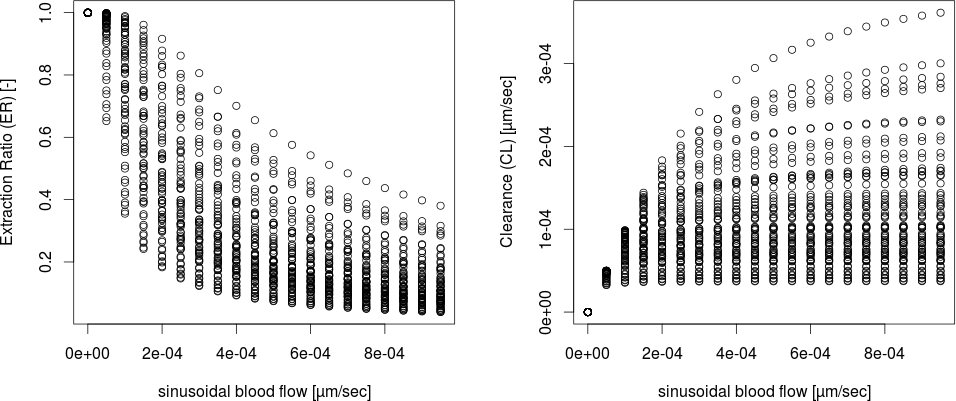 Extraction Ratio (ER) [-]
1.0
0.8
0.6
0.4
0.2
0e+00 2e-04 4e-04 6e-04 8e-04
sinusoidal blood flow [µm/sec]
Clearance (CL) [µm/sec]
3e-04
2e-04
1e-04
0e+00
0e+00 2e-04 4e-04 6e-04 8e-04
sinusoidal blood flow [µm/sec]